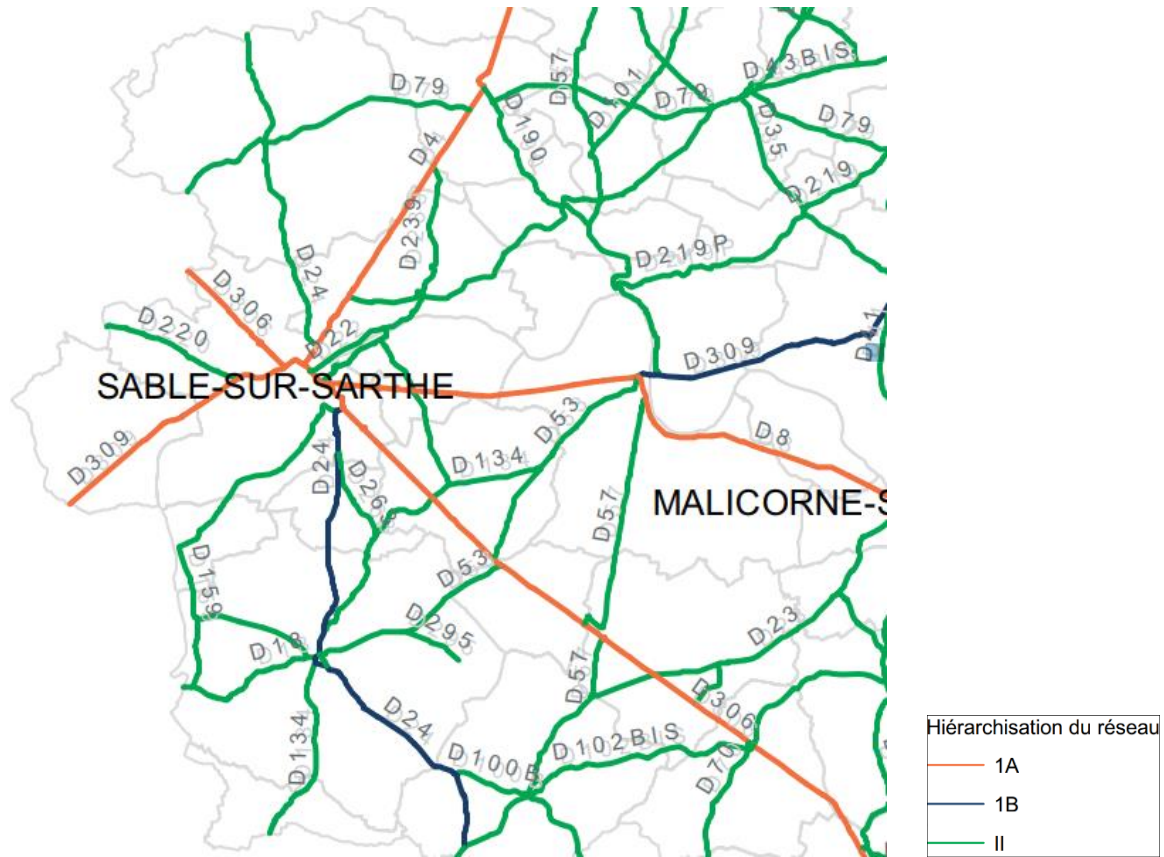 D43BIS
D57
D101
D79
D79
D190
D35
D79
D4
D219
D239
D219P
D24
D306
D22
D220
D309
D11
SABLE-SUR-SARTHE
D53
D8
D309
D24
D134
D263
D57
MALICORNE-S
D159
D53
D23
D18
D295
D57
D306
D24
D134
D100B
D102BIS
D70
Hiérarchisation du réseau
1A
1B
II